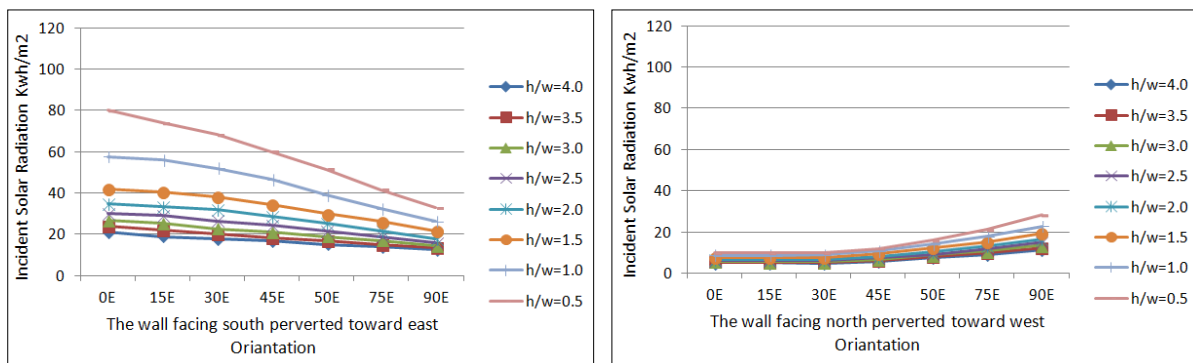 Incident Solar Radiation Kwh/m2
120
100
80
60
40
20
0
0E 15E 30E 45E 50E 75E 90E
The wall facing south perverted toward east
Oriantation
h/w=4.0
h/w=3.5
h/w=3.0
h/w=2.5
h/w=2.0
h/w=1.5
h/w=1.0
h/w=0.5
Incident Solar Radiation Kwh/m2
120
100
80
60
40
20
0
0E 15E 30E 45E 50E 75E 90E
The wall facing north perverted toward west
Oriantation
h/w=4.0
h/w=3.5
h/w=3.0
h/w=2.5
h/w=2.0
h/w=1.5
h/w=1.0
h/w=0.5